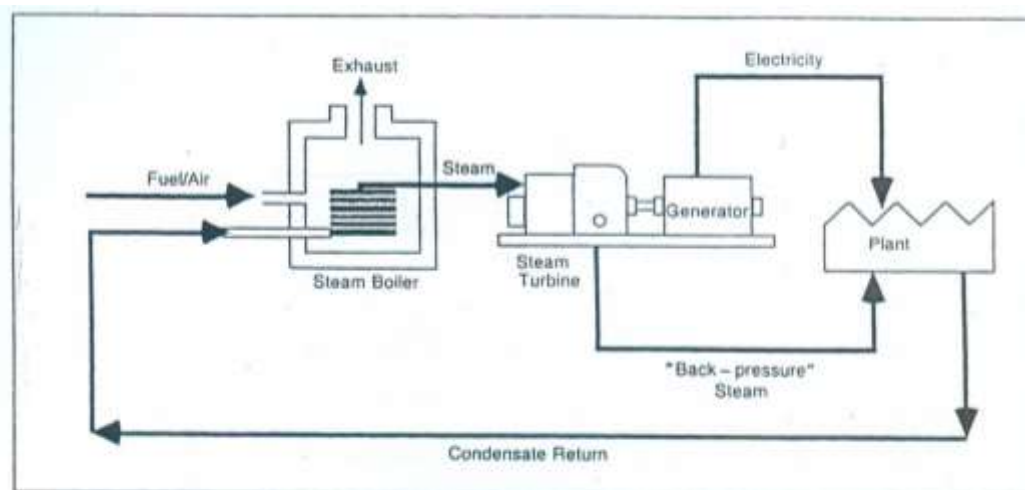 Electricity
Exhaust
Fuel/Air
Steam
Generator
Plant
Steam Boiler
Steam
Turbine
"Back – pressure"
Steam
Condensate Return